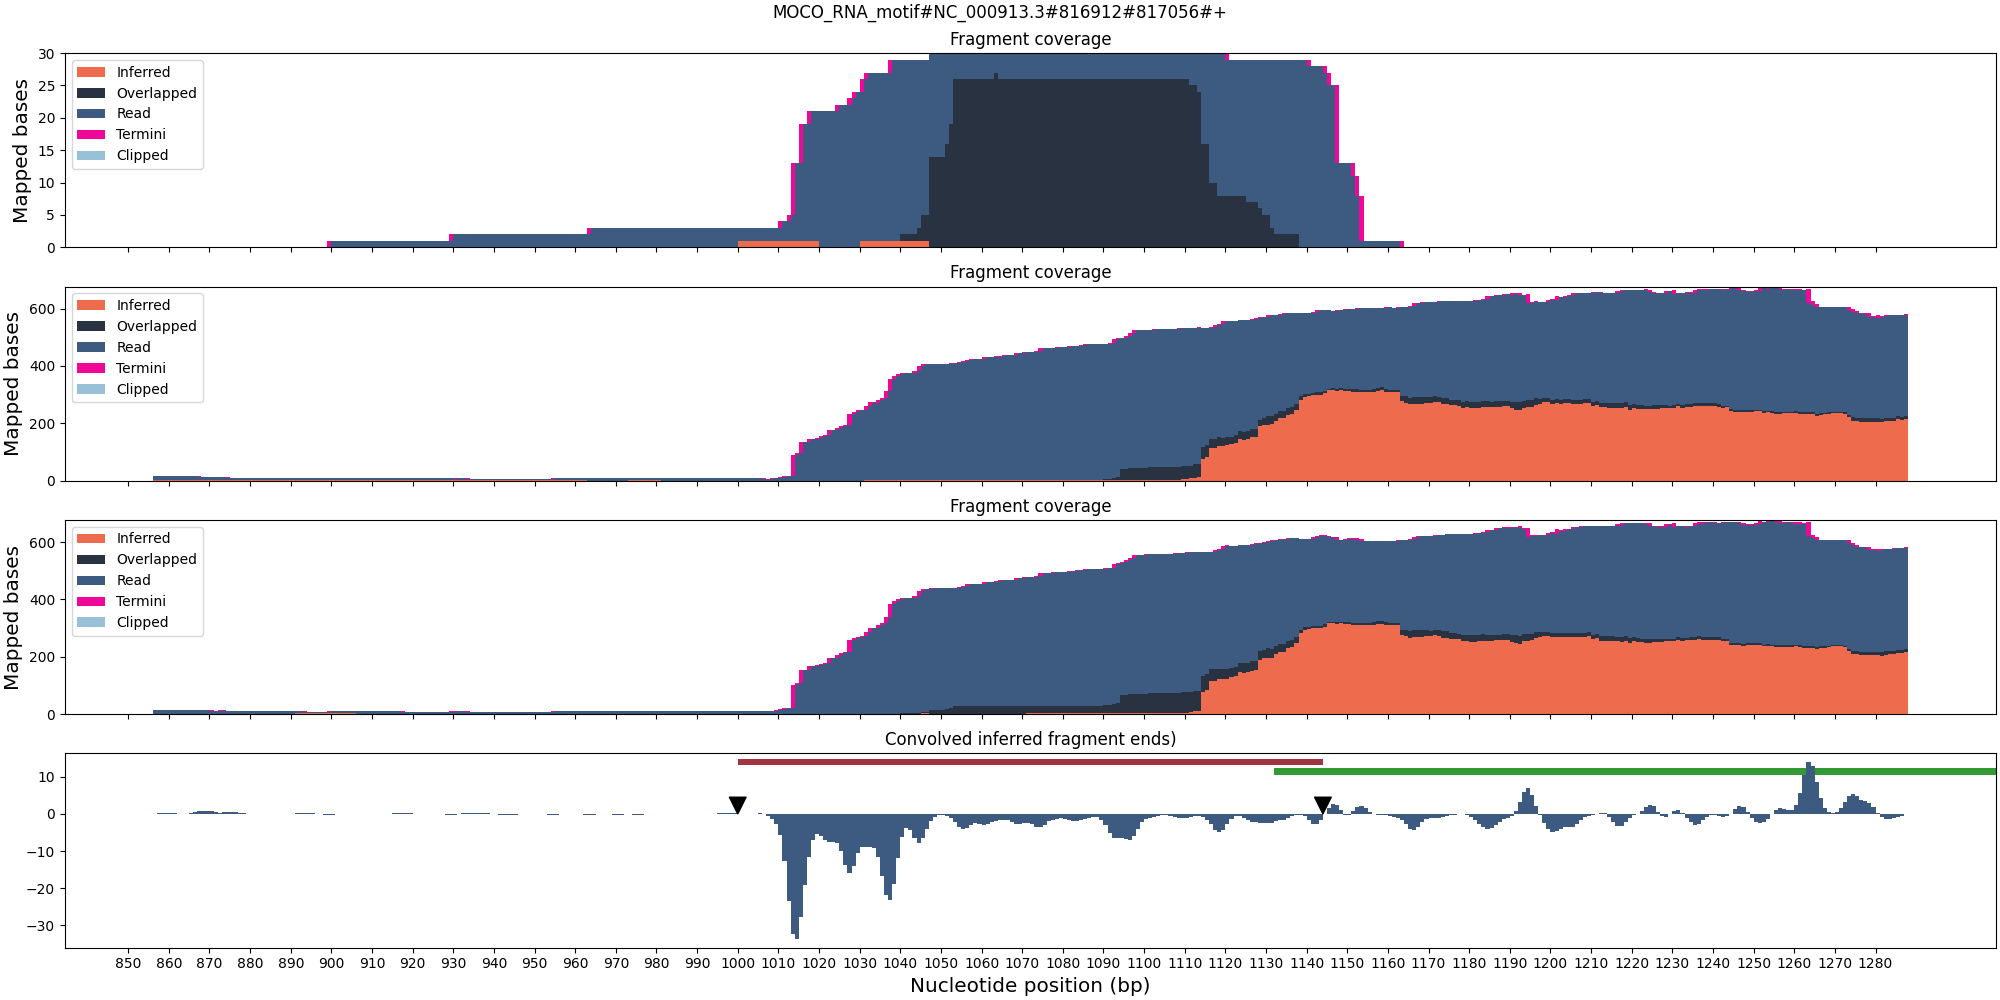 MOCO_RNA_motif#NC_000913.3#816912#817056#+
Fragment coverage
Mapped bases
30
25
20
15
10
5
0
Inferred
Overlapped
Read
Termini
Clipped
Fragment coverage
Mapped bases
600
400
200
0
Inferred
Overlapped
Read
Termini
Clipped
Fragment coverage
Mapped bases
600
400
200
0
Inferred
Overlapped
Read
Termini
Clipped
Convolved inferred fragment ends)
10
0
−10
−20
−30
850 860 870 880 890 900 910 920 930 940 950 960 970 980 990 1000 1010 1020 1030 1040 1050 1060 1070 1080 1090 1100 1110 1120 1130 1140 1150 1160 1170 1180 1190 1200 1210 1220 1230 1240 1250 1260 1270 1280
Nucleotide position (bp)